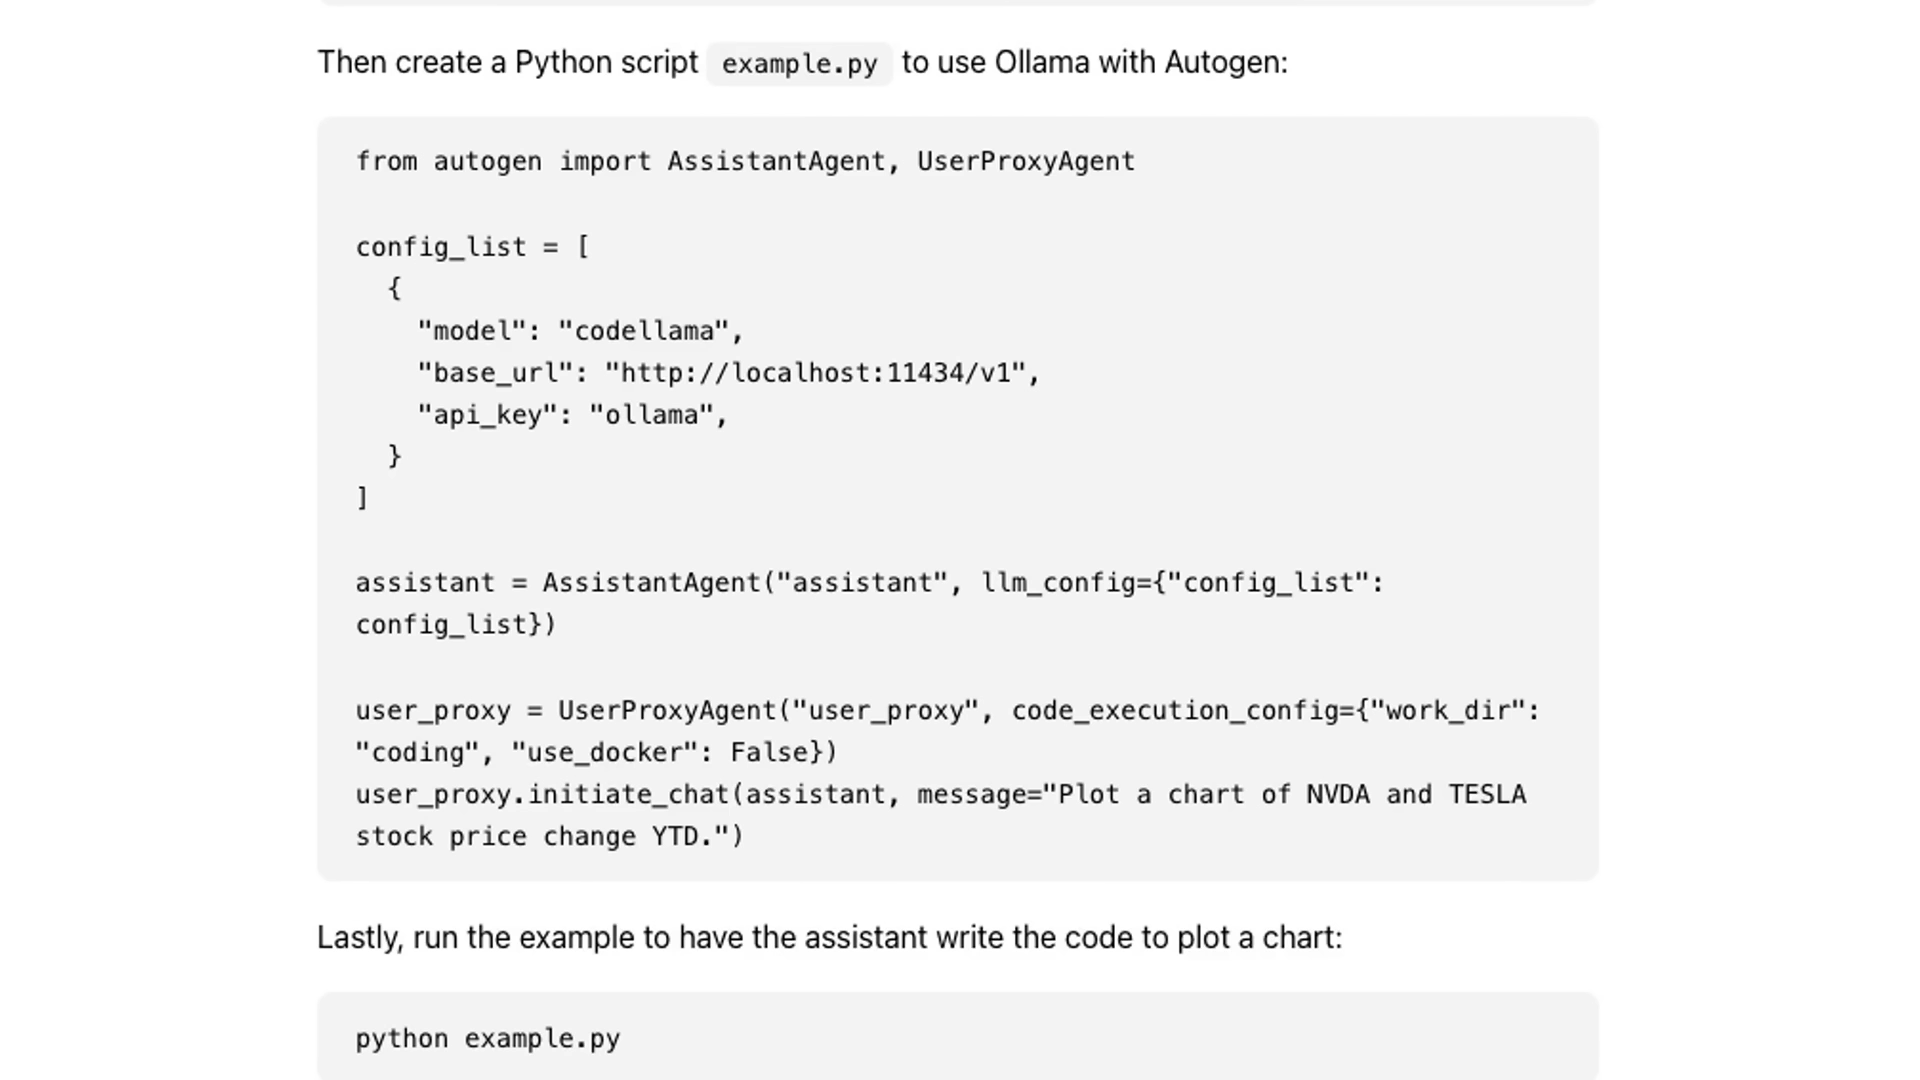 Then create a Python script example.py to use Ollama with Autogen:
from autogen import AssistantAgent, UserProxyAgent
config_list = [
  {
    "model": "codellama",
    "base_url": "http://localhost:11434/v1",
    "api_key": "ollama",
  }
]
assistant = AssistantAgent("assistant", llm_config={"config_list":
config_list})
user_proxy = UserProxyAgent("user_proxy", code_execution_config={"work_dir":
"coding", "use_docker": False})
user_proxy.initiate_chat(assistant, message="Plot a chart of NVDA and TESLA
stock price change YTD.")
Lastly, run the example to have the assistant write the code to plot a chart:
python example.py